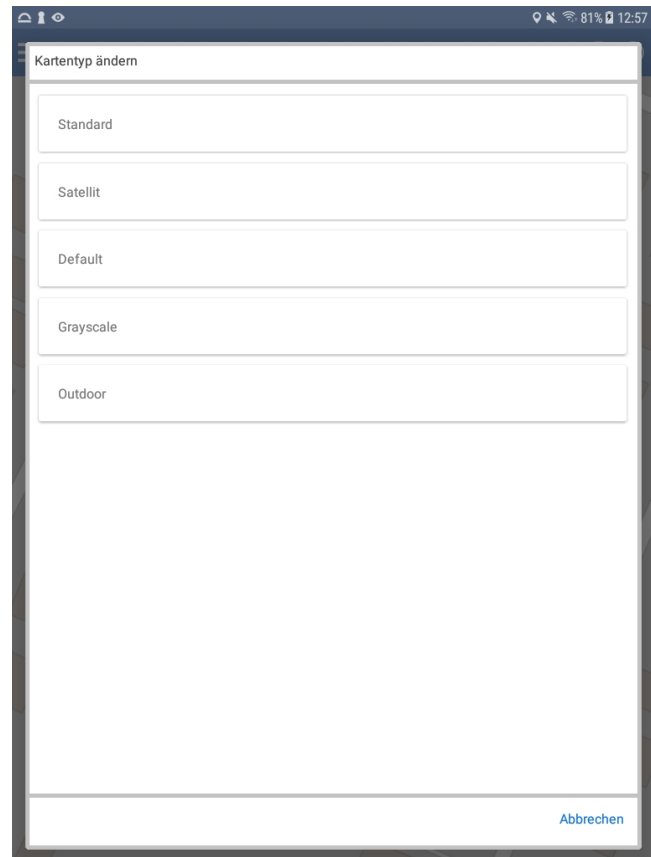 81% 12:57
Kartentyp ändern
Standard
Satellit
Default
Grayscale
Outdoor
Abbrechen